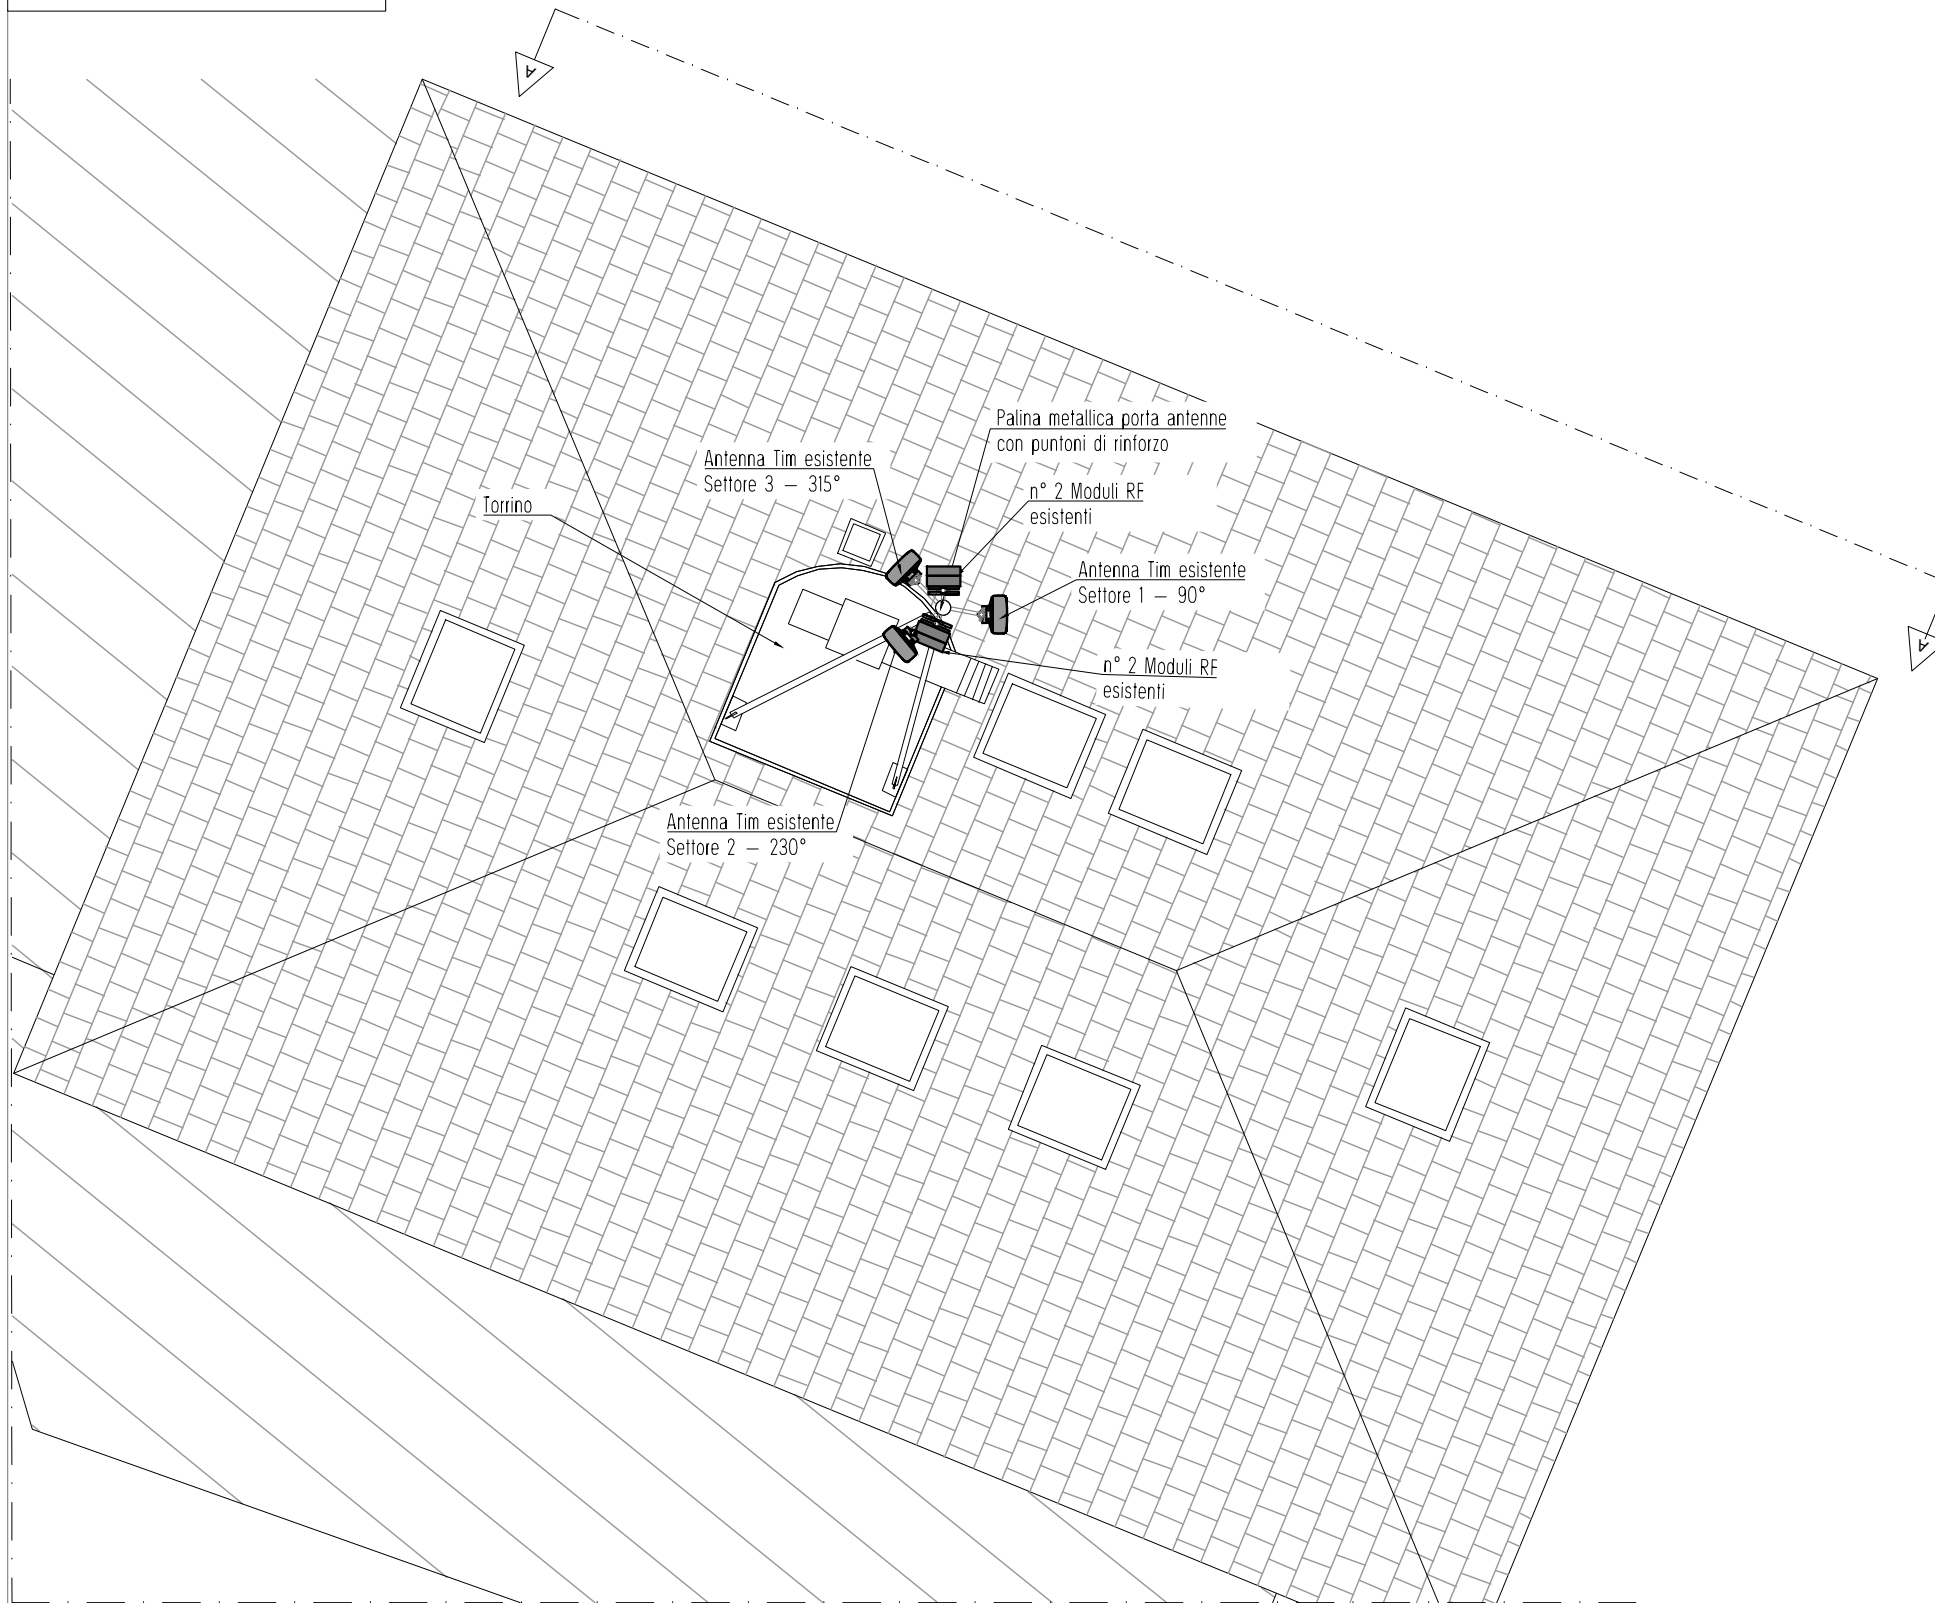 A
Palina metallica porta antenne
con puntoni di rinforzo
Antenna Tim esistente
Settore 3 – 315°
n° 2 Moduli RF
esistenti
Torrino
Antenna Tim esistente
Settore 1 – 90°
A
n° 2 Moduli RF
esistenti
Antenna Tim esistente
Settore 2 – 230°